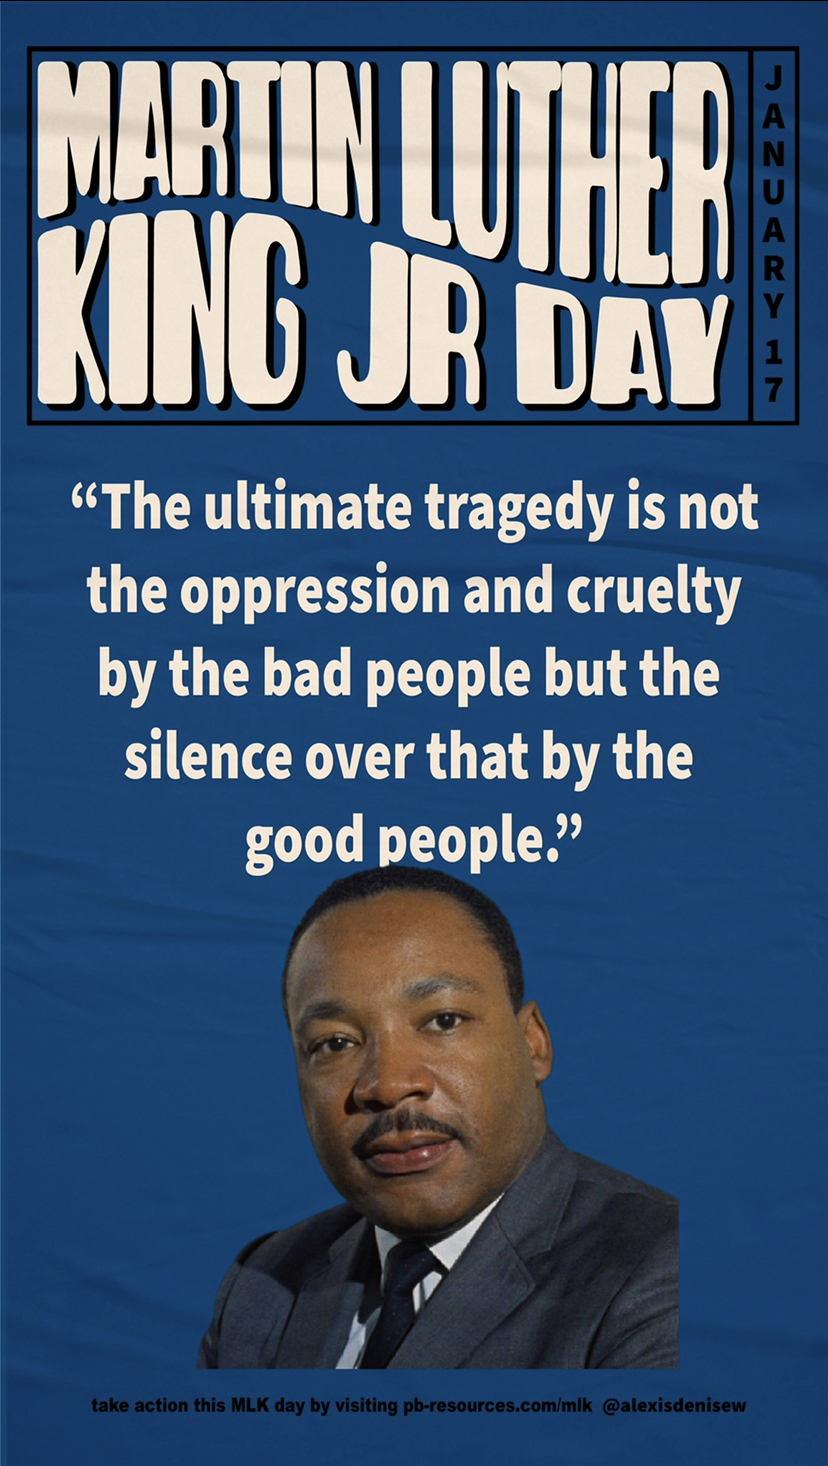 MARTIN LUTHER
KING JR DAY
JANUARY 17
“The ultimate tragedy is not
the oppression and cruelty
by the bad people but the
silence over that by the
good people.”
take action this MLK day by visiting pb-resources.com/mlk @alexisdenisew